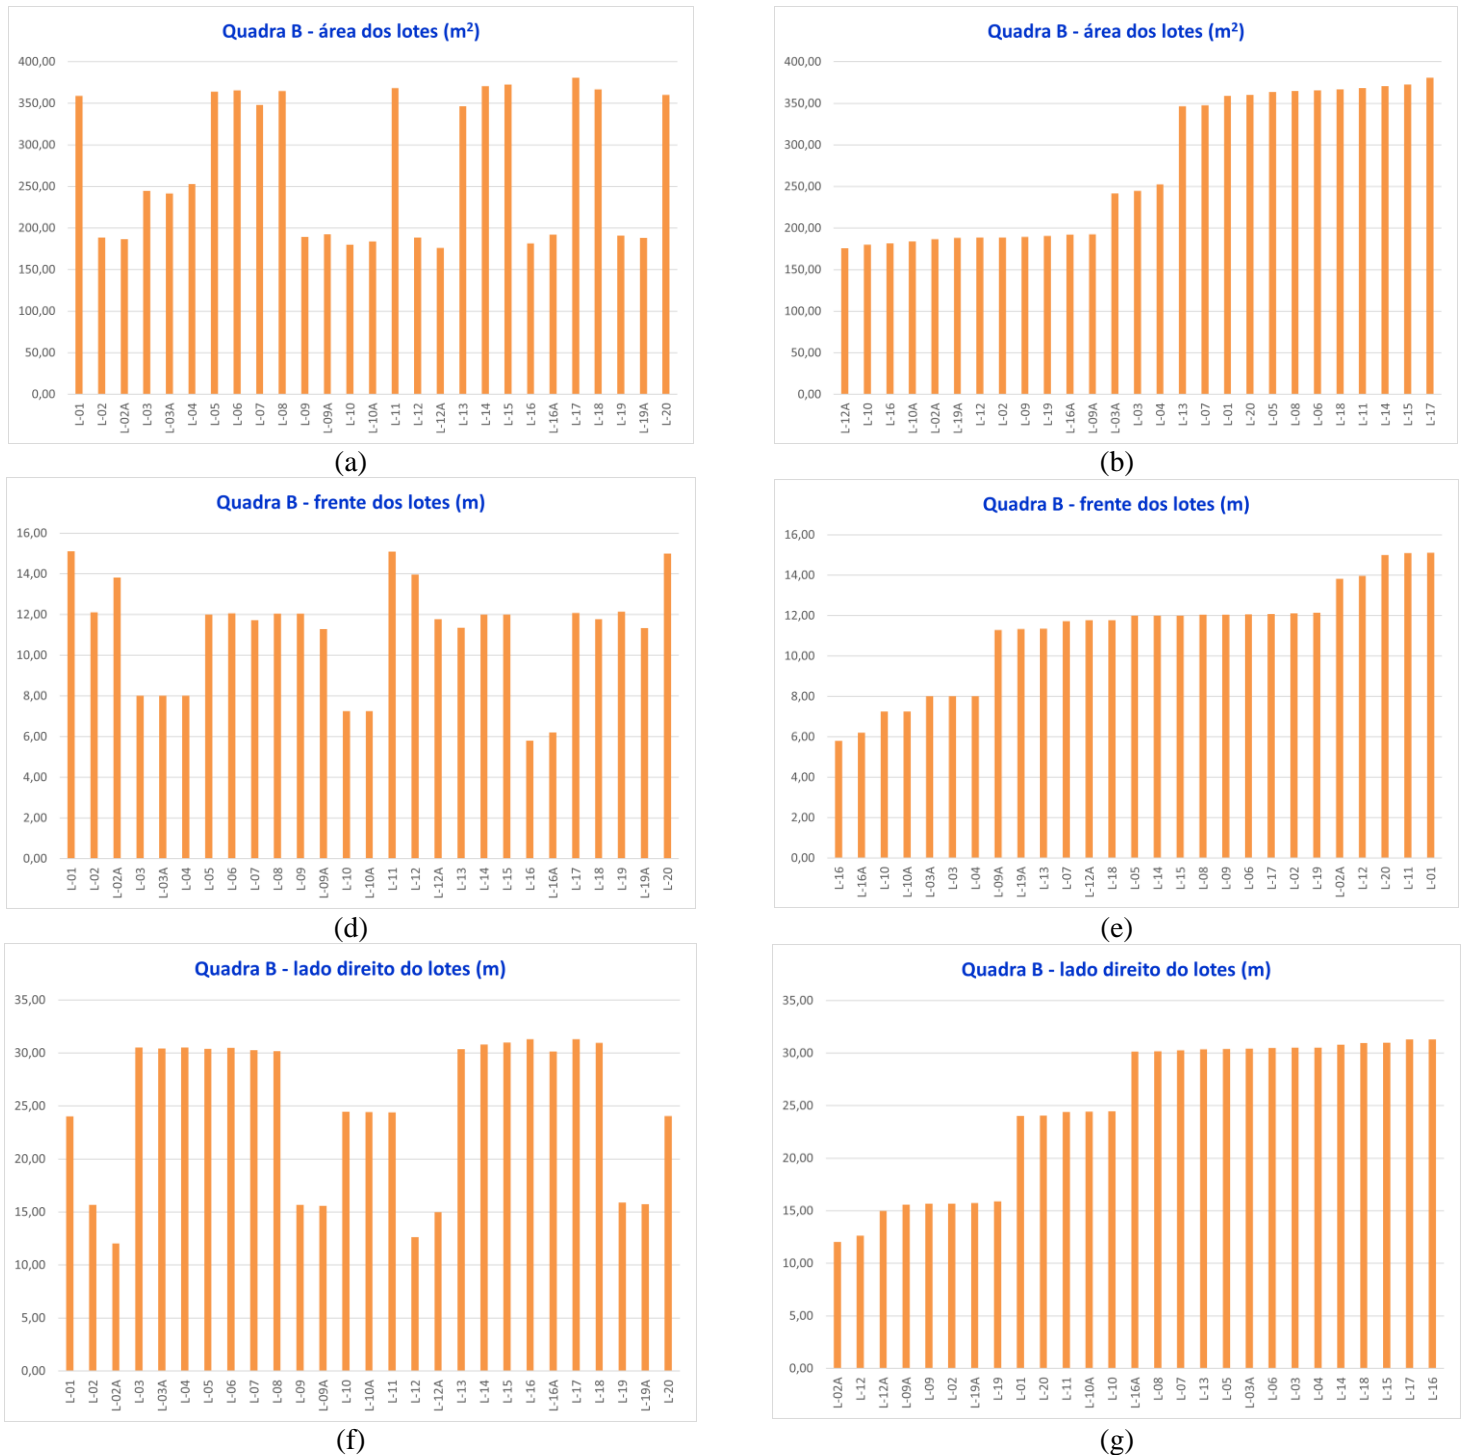 Quadra B - área dos lotes (m²)
400,00
350,00
300,00
250,00
200,00
150,00
100,00
50,00
0,00
L-01 L-02 L-02A L-03 L-03A L-04 L-05 L-06 L-07 L-08 L-09 L-09A L-10 L-10A L-11 L-12 L-12A L-13 L-14 L-15 L-16 L-16A L-17 L-18 L-19 L-19A L-20
(a)
Quadra B - área dos lotes (m²)
400,00
350,00
300,00
250,00
200,00
150,00
100,00
50,00
0,00
L-12A L-10 L-16 L-10A L-02A L-19A L-12 L-02 L-09 L-19 L-16A L-09A L-03A L-03 L-04 L-13 L-07 L-01 L-20 L-05 L-08 L-06 L-18 L-11 L-14 L-15 L-17
(b)
Quadra B - frente dos lotes (m)
16,00
14,00
12,00
10,00
8,00
6,00
4,00
2,00
0,00
L-01 L-02 L-02A L-03 L-03A L-04 L-05 L-06 L-07 L-08 L-09 L-09A L-10 L-10A L-11 L-12 L-12A L-13 L-14 L-15 L-16 L-16A L-17 L-18 L-19 L-19A L-20
(d)
Quadra B - frente dos lotes (m)
16,00
14,00
12,00
10,00
8,00
6,00
4,00
2,00
0,00
L-16 L-16A L-10 L-10A L-03A L-03 L-04 L-09A L-19A L-13 L-07 L-12A L-18 L-05 L-14 L-15 L-08 L-09 L-06 L-17 L-02 L-19 L-02A L-12 L-20 L-11 L-01
(e)
Quadra B - lado direito do lotes (m)
35,00
30,00
25,00
20,00
15,00
10,00
5,00
0,00
L-01 L-02 L-02A L-03 L-03A L-04 L-05 L-06 L-07 L-08 L-09 L-09A L-10 L-10A L-11 L-12 L-12A L-13 L-14 L-15 L-16 L-16A L-17 L-18 L-19 L-19A L-20
(f)
Quadra B - lado direito do lotes (m)
35,00
30,00
25,00
20,00
15,00
10,00
5,00
0,00
L-02A L-12 L-12A L-09A L-09 L-02 L-19A L-19 L-01 L-20 L-11 L-10A L-10 L-16A L-08 L-07 L-13 L-05 L-03A L-06 L-03 L-04 L-14 L-18 L-15 L-17 L-16
(g)